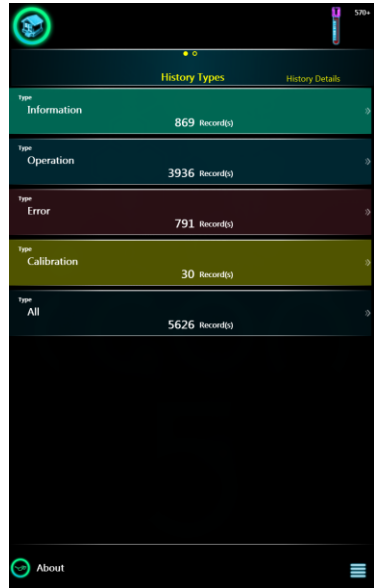 570+
History Types History Details
Type
Information
869 Record(s)
Type
Operation
3936 Record(s)
Type
Error
791 Record(s)
Type
Calibration
30 Record(s)
Type
All
5626 Record(s)
About